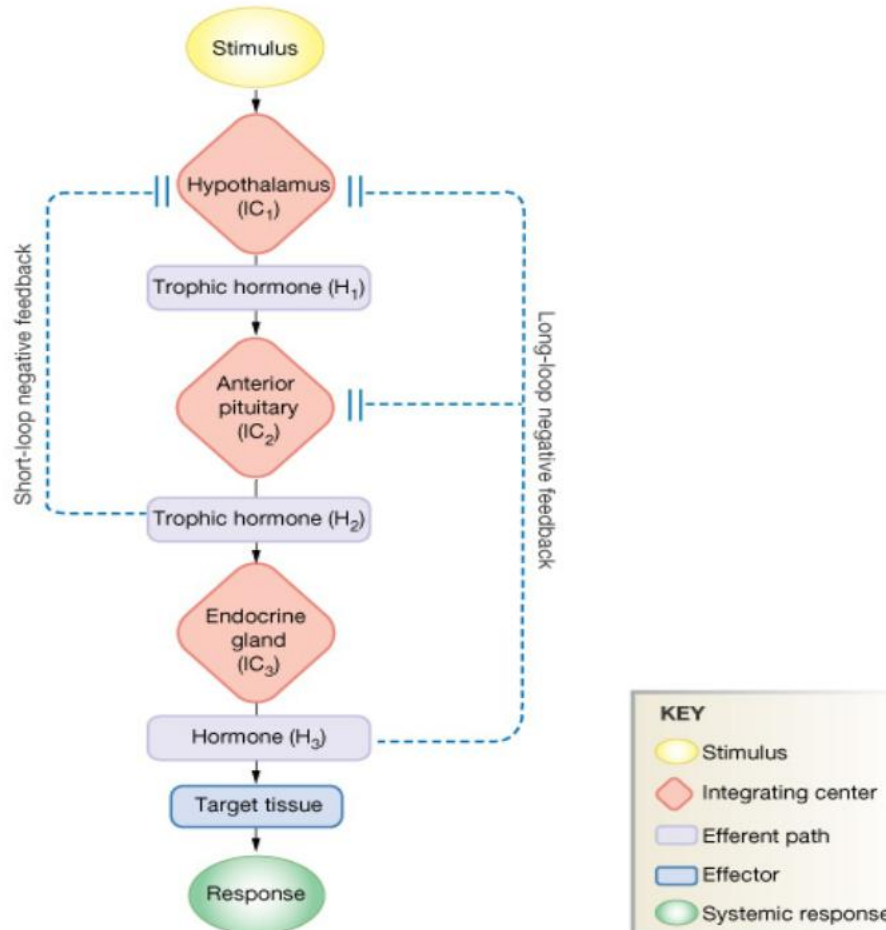 Stimulus
Hypothalamus
(IC₁)
Trophic hormone (H₁)
Short-loop negative feedback
Long-loop negative feedback
Anterior
pituitary
(IC₂)
Trophic hormone (H₂)
Endocrine
gland
(IC₃)
Hormone (H₃)
Target tissue
Response
KEY
Stimulus
Integrating center
Efferent path
Effector
Systemic response